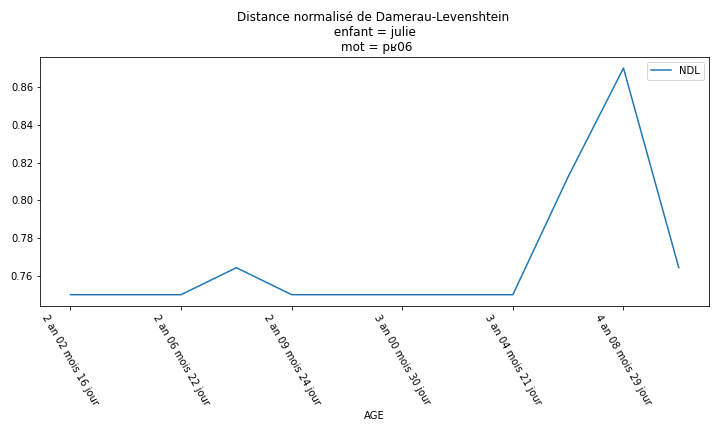 Distance normalisé de Damerau-Levenshtein
enfant = julie
mot = pʁ06
NDL
0.86
0.84
0.82
0.80
0.78
0.76
2 an 02 mois 16 jour
2 an 06 mois 22 jour
2 an 09 mois 24 jour
3 an 00 mois 30 jour
3 an 04 mois 21 jour
4 an 08 mois 29 jour
AGE